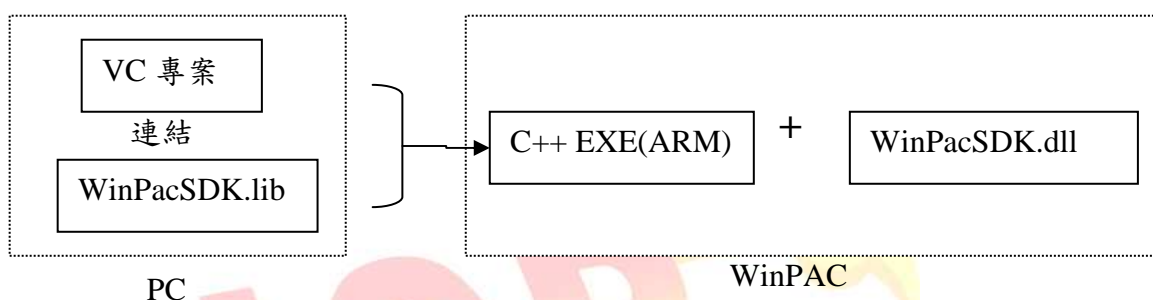 VC 專案
連結
WinPacSDK.lib
C++ EXE(ARM)
+
WinPacSDK.dll
PC
WinPAC